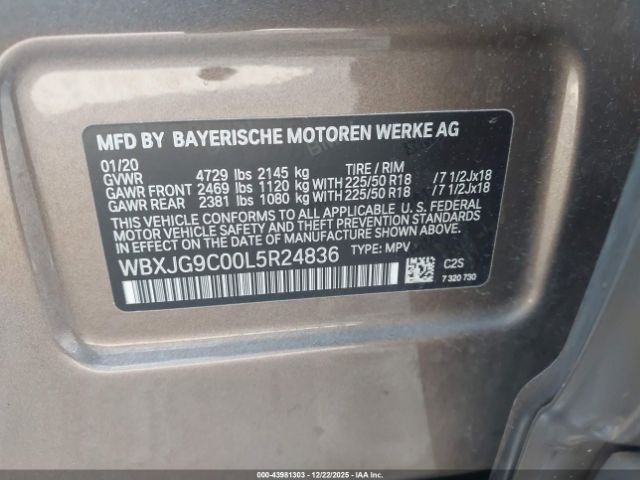 MFD BY BAYERISCHE MOTOREN WERKE AG
01/20
GVWR 4729 lbs 2145 kg TIRE / RIM
GAWR FRONT 2469 lbs 1120 kg WITH 225/50 R18 /7 1/2Jx18
GAWR REAR 2381 lbs 1080 kg WITH 225/50 R18 /7 1/2Jx18
THIS VEHICLE CONFORMS TO ALL APPLICABLE U. S. FEDERAL
MOTOR VEHICLE SAFETY, BUMPER, AND THEFT PREVENTION STANDARDS
IN EFFECT ON THE DATE OF MANUFACTURE SHOWN ABOVE.
WBXJG9C00L5R24836 TYPE: MPV
C2S
7 320 730
000-43981303 | 12/22/2025 - IAA